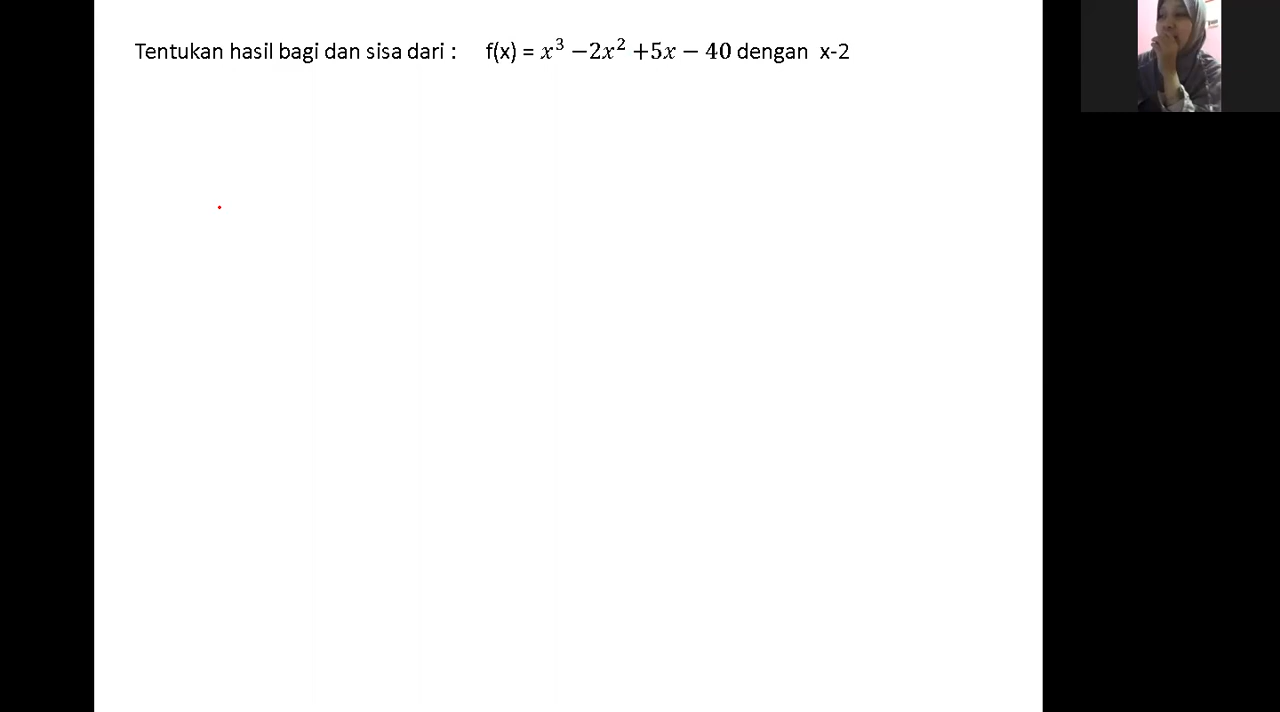 Tentukan hasil bagi dan sisa dari : f(x) = x³ −2x² +5x − 40 dengan x-2